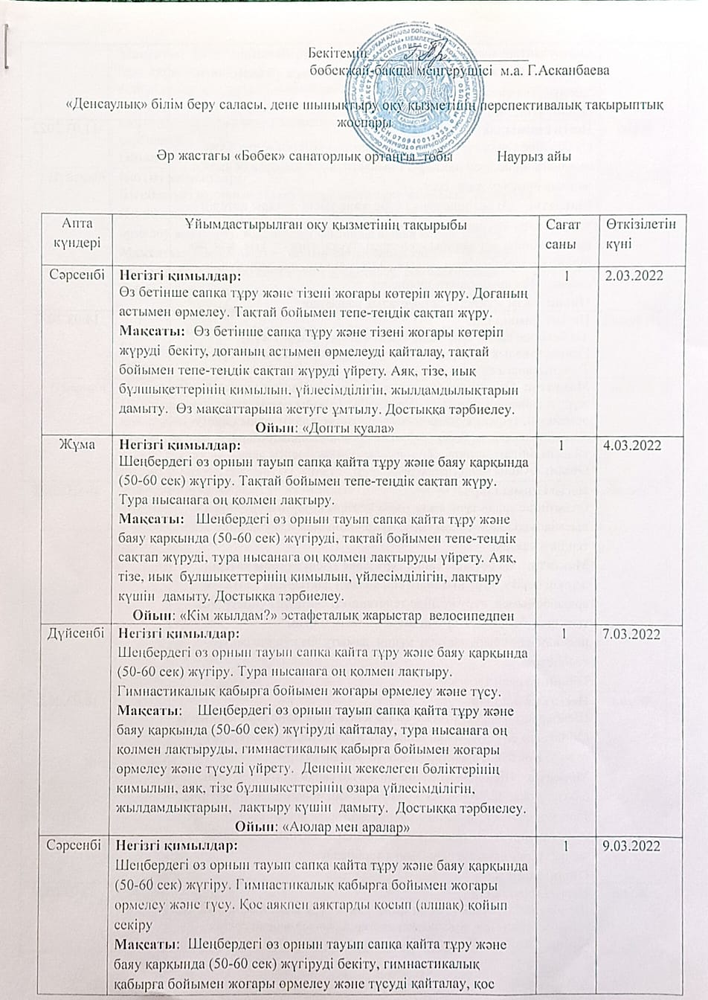 Бекітемін
бөбекжай-бақша меңгерушісі м.а. Г.Асканбаева
«Денсаулық» білім беру саласы, дене шынықтыру оқу қызметінің перспективалық тақырыптық
жоспары
Әр жастағы «Бөбек» санаторлық ортаңғы тобы Наурыз айы
Апта күндері
Ұйымдастырылған оқу қызметінің тақырыбы
Сағат саны
Өткізілетін күні
Сәрсенбі
Негізгі қимылдар:
Өз бетінше сапқа тұру және тізені жоғары көтеріп жүру. Доғаның
астымен өрмелеу. Тақтай бойымен тепе-теңдік сақтап жүру.
Мақсаты: Өз бетінше сапқа тұру және тізені жоғары көтеріп
жүруді бекіту, доғаның астымен өрмелеуді қайталау, тақтай
бойымен тепе-теңдік сақтап жүруді үйрету. Аяқ, тізе, иық
бұлшықеттерінің қимылын, үйлесімділігін, жылдамдылықтарын
дамыту. Өз мақсаттарына жетуге ұмтылу. Достыққа тәрбиелеу.
Ойын: «Допты қуала»
1
2.03.2022
Жұма
Негізгі қимылдар:
Шеңбердегі өз орнын тауып сапқа қайта тұру және баяу қарқында
(50-60 сек) жүгіру. Тақтай бойымен тепе-теңдік сақтап жүру.
Тура нысанаға оң қолмен лақтыру.
Мақсаты: Шеңбердегі өз орнын тауып сапқа қайта тұру және
баяу қарқында (50-60 сек) жүгіруді, тақтай бойымен тепе-теңдік
сақтап жүруді, тура нысанаға оң қолмен лақтыруды үйрету. Аяқ,
тізе, иық бұлшықеттерінің қимылын, үйлесімділігін, лақтыру
күшін дамыту. Достыққа тәрбиелеу.
Ойын: «Кім жылдам?» эстафеталық жарыстар велосипедпен
1
4.03.2022
Дүйсенбі
Негізгі қимылдар:
Шеңбердегі өз орнын тауып сапқа қайта тұру және баяу қарқында
(50-60 сек) жүгіру. Тура нысанаға оң қолмен лақтыру.
Гимнастикалық қабырға бойымен жоғары өрмелеу және түсу.
Мақсаты: Шеңбердегі өз орнын тауып сапқа қайта тұру және
баяу қарқында (50-60 сек) жүгіруді қайталау, тура нысанаға оң
қолмен лақтыруды, гимнастикалық қабырға бойымен жоғары
өрмелеу және түсуді үйрету. Дененің жекелеген бөліктерінің
қимылын, аяқ, тізе бұлшықеттерінің өзара үйлесімділігін,
жылдамдықтарын, лақтыру күшін дамыту. Достыққа тәрбиелеу.
Ойын: «Аюлар мен аралар»
1
7.03.2022
Сәрсенбі
Негізгі қимылдар:
Шеңбердегі өз орнын тауып сапқа қайта тұру және баяу қарқында
(50-60 сек) жүгіру. Гимнастикалық қабырға бойымен жоғары
өрмелеу және түсу. Қос аяқпен аяқтарды қосып (алшақ) қойып
секіру
Мақсаты: Шеңбердегі өз орнын тауып сапқа қайта тұру және
баяу қарқында (50-60 сек) жүгіруді бекіту, гимнастикалық
қабырға бойымен жоғары өрмелеу және түсуді қайталау, қос
1
9.03.2022